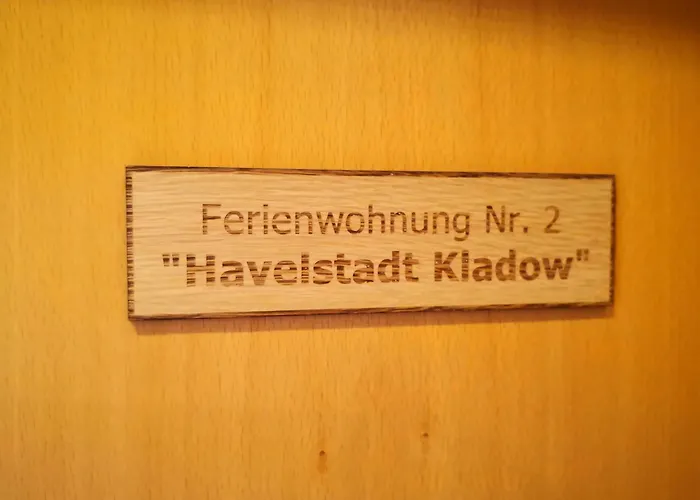 Ferienwohnung Nr. 2
"Havelstadt Kladow"